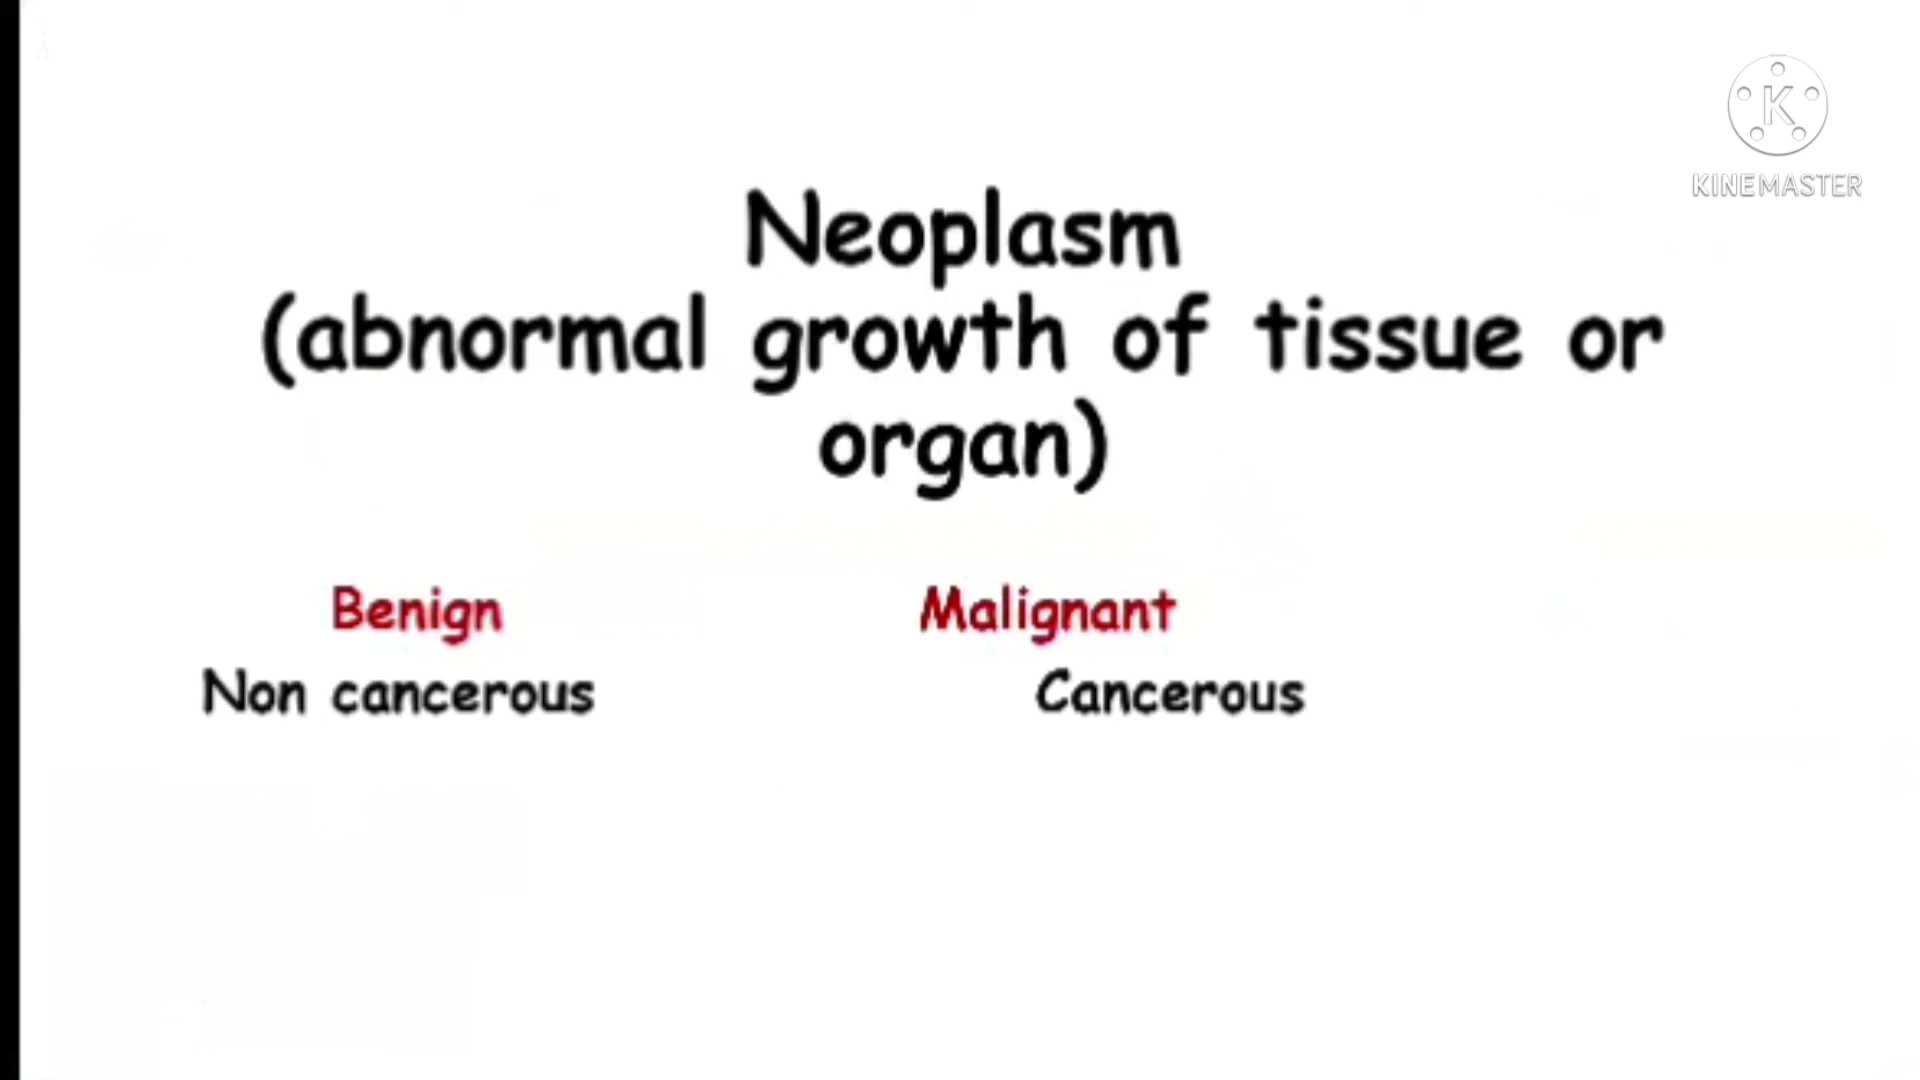 K
KINEMASTER
Neoplasm
(abnormal growth of tissue or
organ)
Benign Malignant
Non cancerous Cancerous